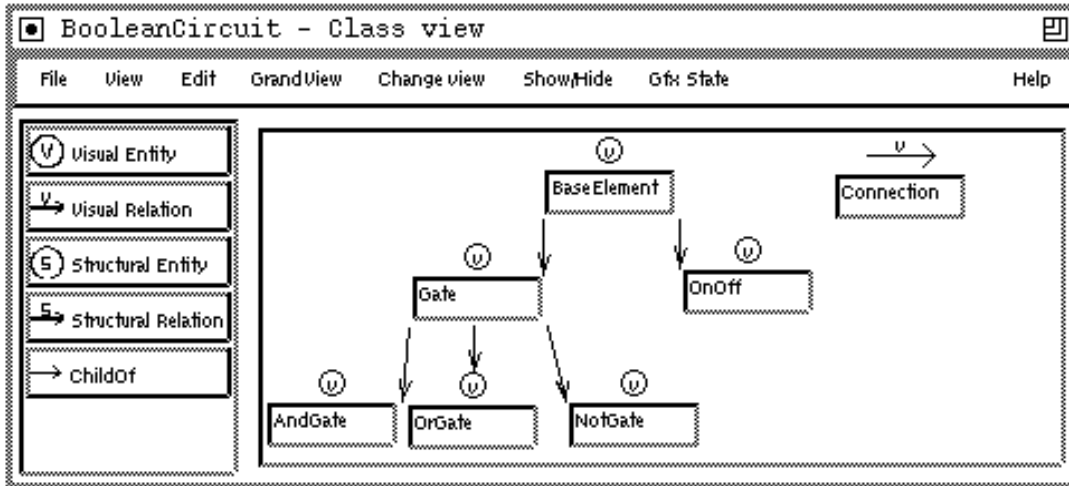 BooleanCircuit - Class view
File View Edit GrandView Change view Show/Hide Gfx State Help
V Visual Entity
V Visual Relation
S Structural Entity
S Structural Relation
ChildOf
V
BaseElement
V
Connection
V
Gate
V
OnOff
V
AndGate
V
OrGate
V
NotGate